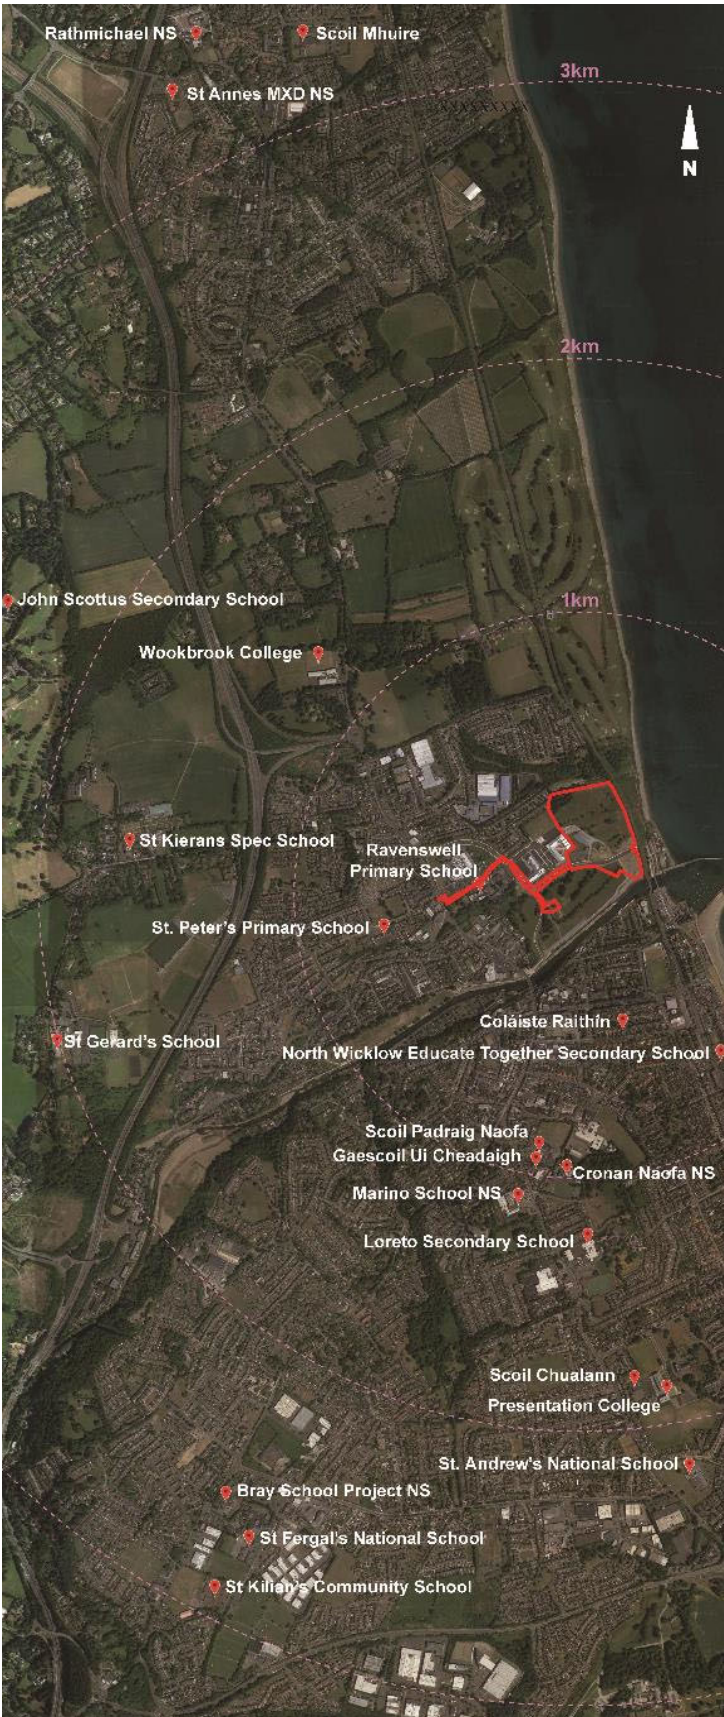 Rathmichael NS
Scoil Mhuire
3km
St Annes MXD NS
N
2km
John Scottus Secondary School
1km
Wookbrook College
St Kierans Spec School
Ravenswell
Primary School
St. Peter's Primary School
Coláiste Raithín
St Gerard's School
North Wicklow Educate Together Secondary School
Scoil Padraig Naofa
Gaescoil Ui Cheadaigh
Cronan Naofa NS
Marino School NS
Loreto Secondary School
Scoil Chualann
Presentation College
St. Andrew's National School
Bray School Project NS
St Fergal's National School
St Kilian's Community School